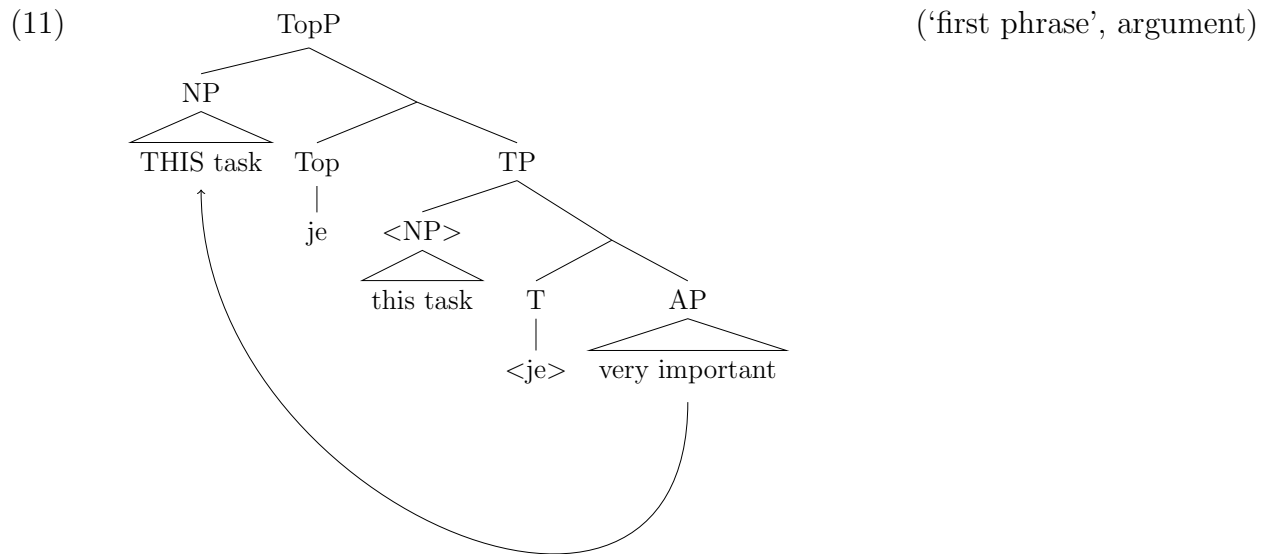 (11) TopP (‘first phrase’, argument)
NP
THIS task Top TP
je <NP>
this task T AP
<je> very important